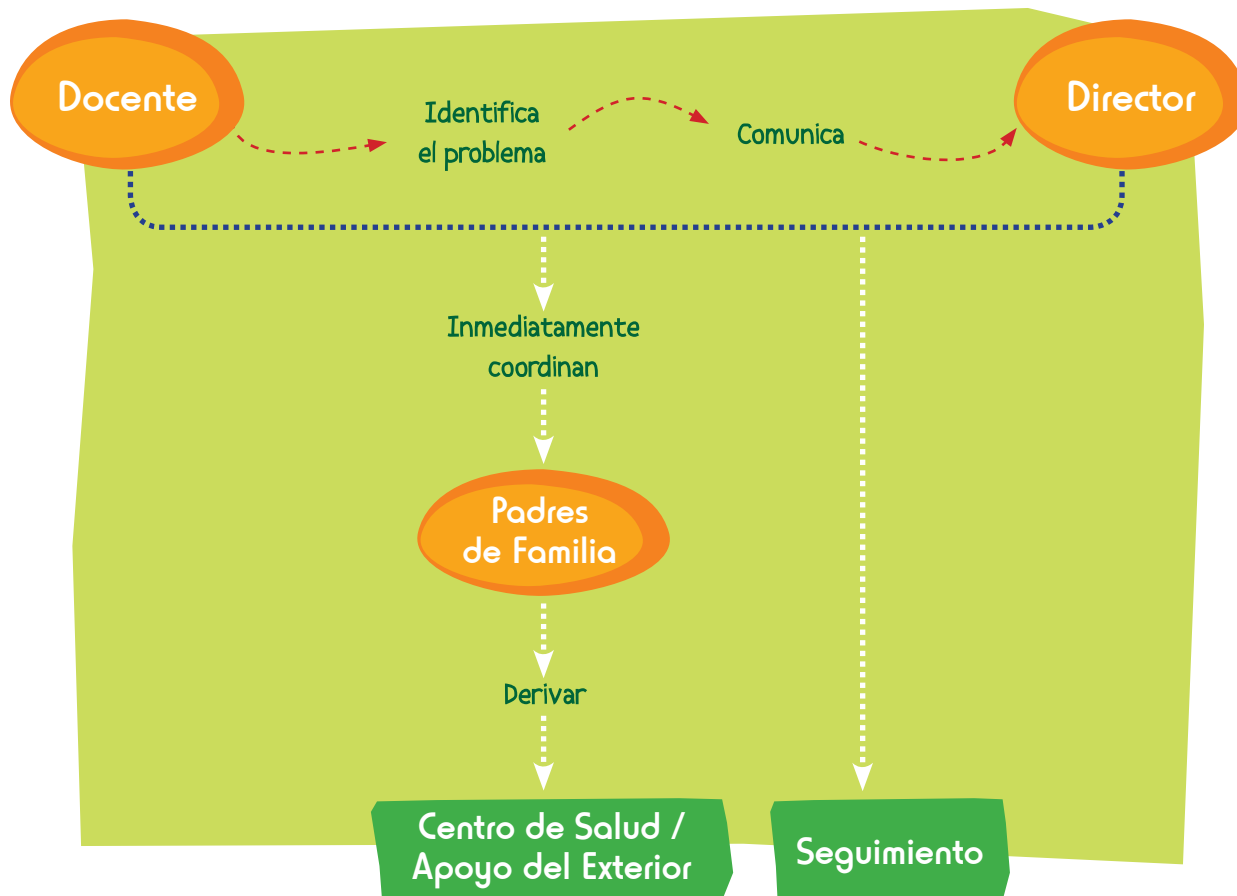 Docente
Identifica
el problema
Comunica
Director
Inmediatamente
coordinan
Padres
de Familia
Derivar
Centro de Salud /
Apoyo del Exterior
Seguimiento